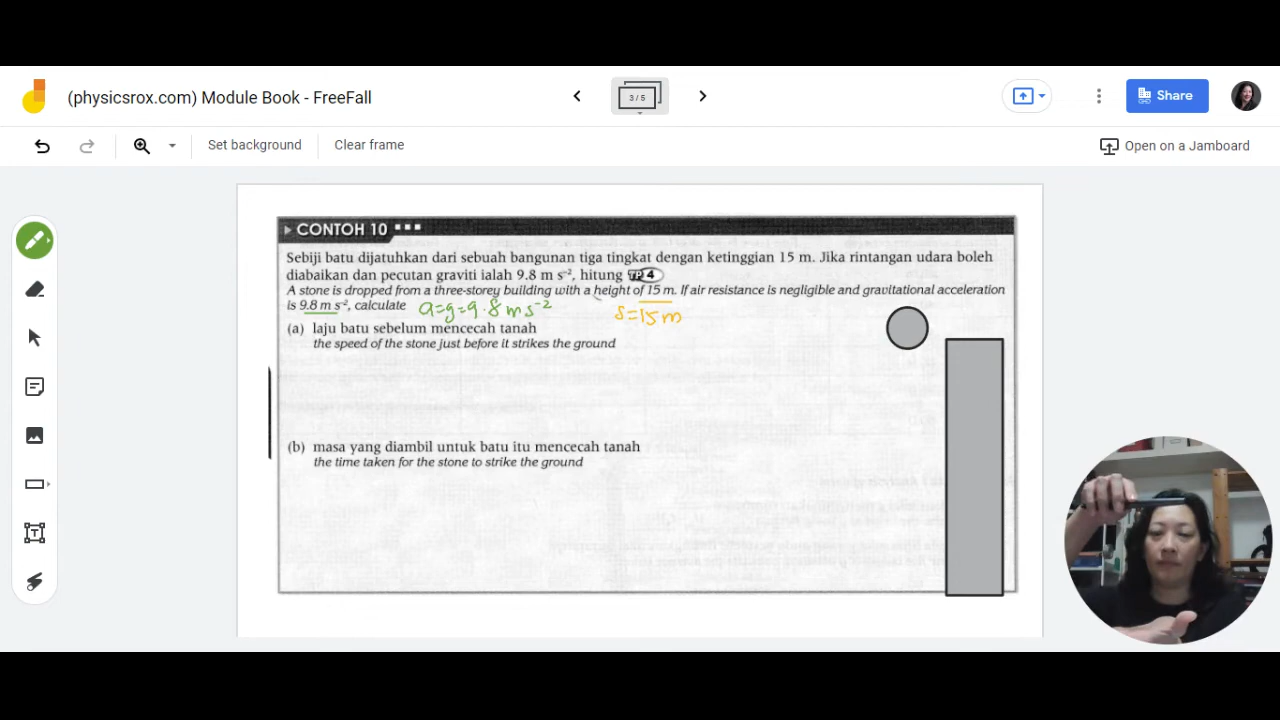 (physicsrox.com) Module Book - FreeFall
3 / 5
Share
Set background
Clear frame
Open on a Jamboard
CONTOH 10
Sebiji batu dijatuhkan dari sebuah bangunan tiga tingkat dengan ketinggian 15 m. Jika rintangan udara boleh
diabaikan dan pecutan graviti ialah 9.8 m s⁻², hitung TP 4
A stone is dropped from a three-storey building with a height of 15 m. If air resistance is negligible and gravitational acceleration
is 9.8 m s⁻², calculate a=g=9.8 m s⁻² s=15m
(a) laju batu sebelum mencecah tanah
the speed of the stone just before it strikes the ground
(b) masa yang diambil untuk batu itu mencecah tanah
the time taken for the stone to strike the ground